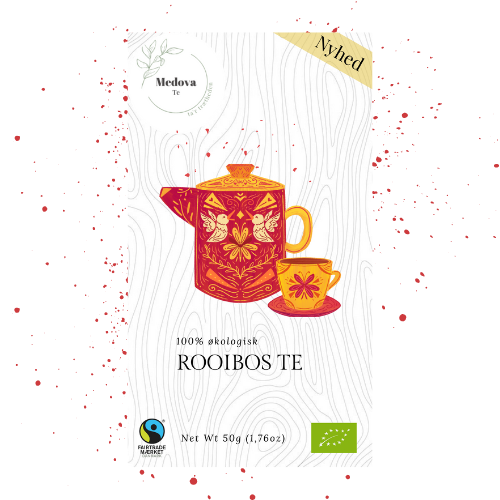 Nyhed
Medova
Te
100% økologisk
ROOIBOS TE
Net Wt 50g (1,76oz)
FAIRTRADE
MÆRKET